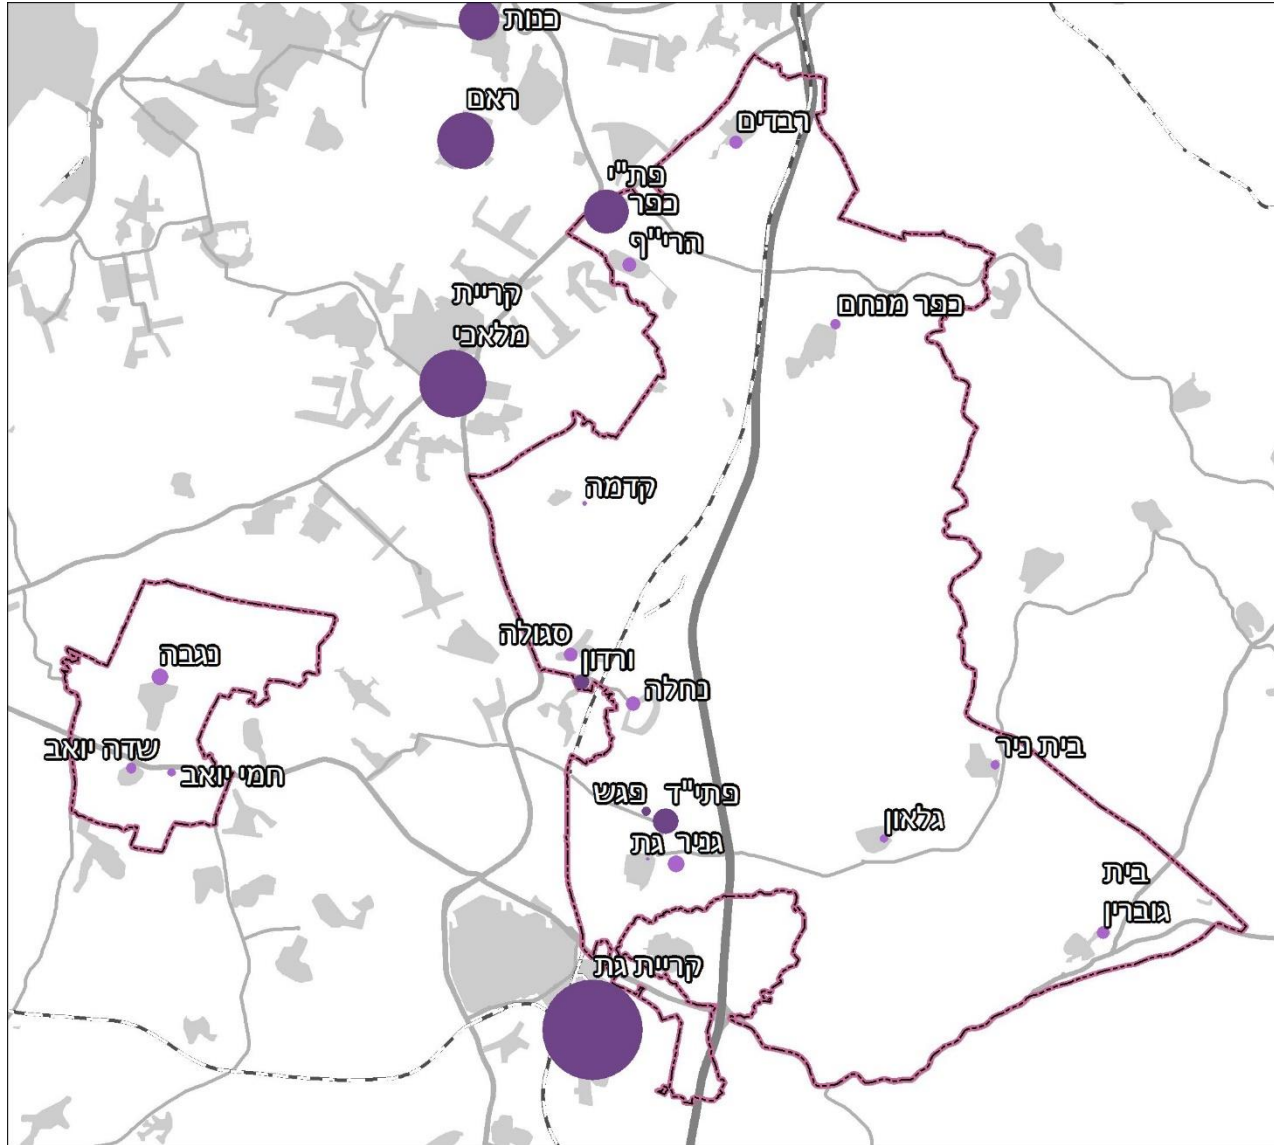 כנות
ראם
רבדים
פת"י
כפר
הרי"ף
קריית
מלאכי
כפר מנחם
קדמה
סגולה
ורדון
נחלה
נגבה
שדה יואב
חמי יואב
בית ניר
פגש
פתי"ד
גת
גניר
גלאון
בית
גוברין
קריית גת